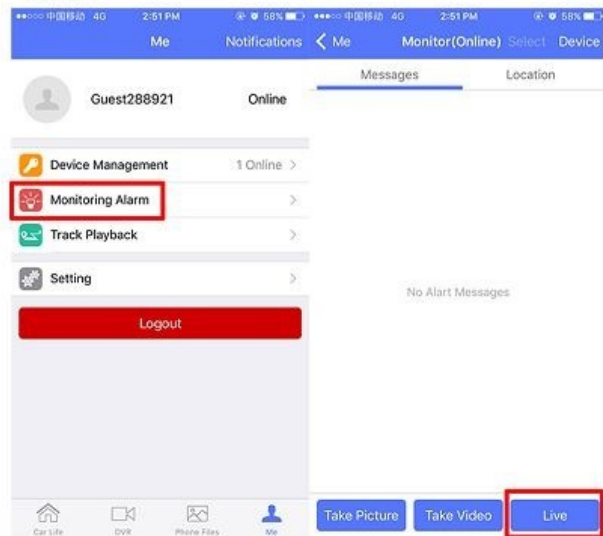 中国移动 4G 2:51 PM 58%
Me Notifications
Guest288921 Online
Device Management 1 Online >
Monitoring Alarm >
Track Playback >
Setting >
Logout
Car Life DVR Phone Files Me
中国移动 4G 2:51 PM 58%
< Me Monitor(Online) Select Device
Messages Location
No Alart Messages
Take Picture Take Video Live